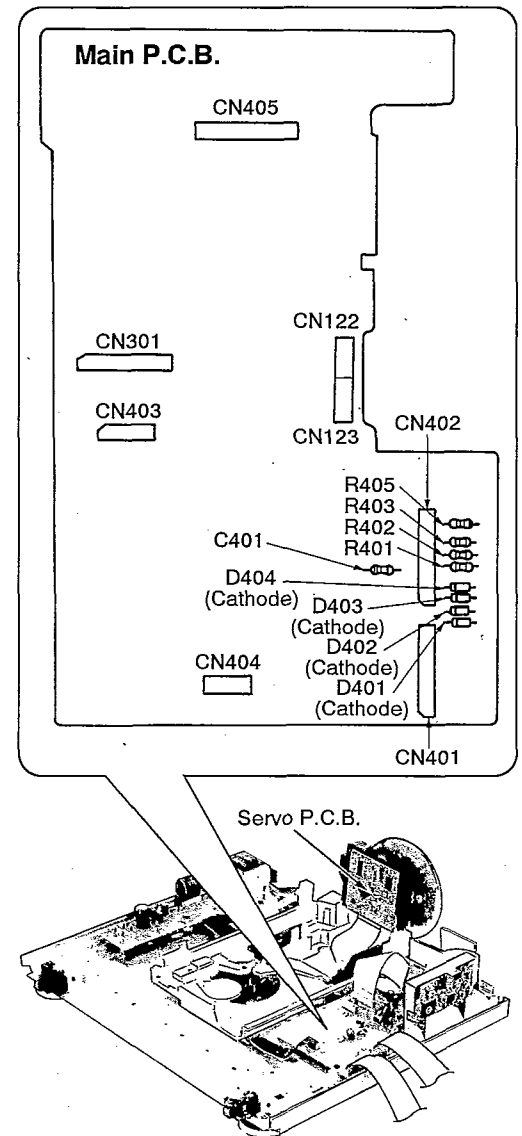 Main P.C.B.
CN405
CN122
CN301
CN403
CN123
CN402
R405
R403
R402
R401
C401
D404
(Cathode)
D403
(Cathode)
D402
(Cathode)
D401
(Cathode)
CN404
CN401
Servo P.C.B.